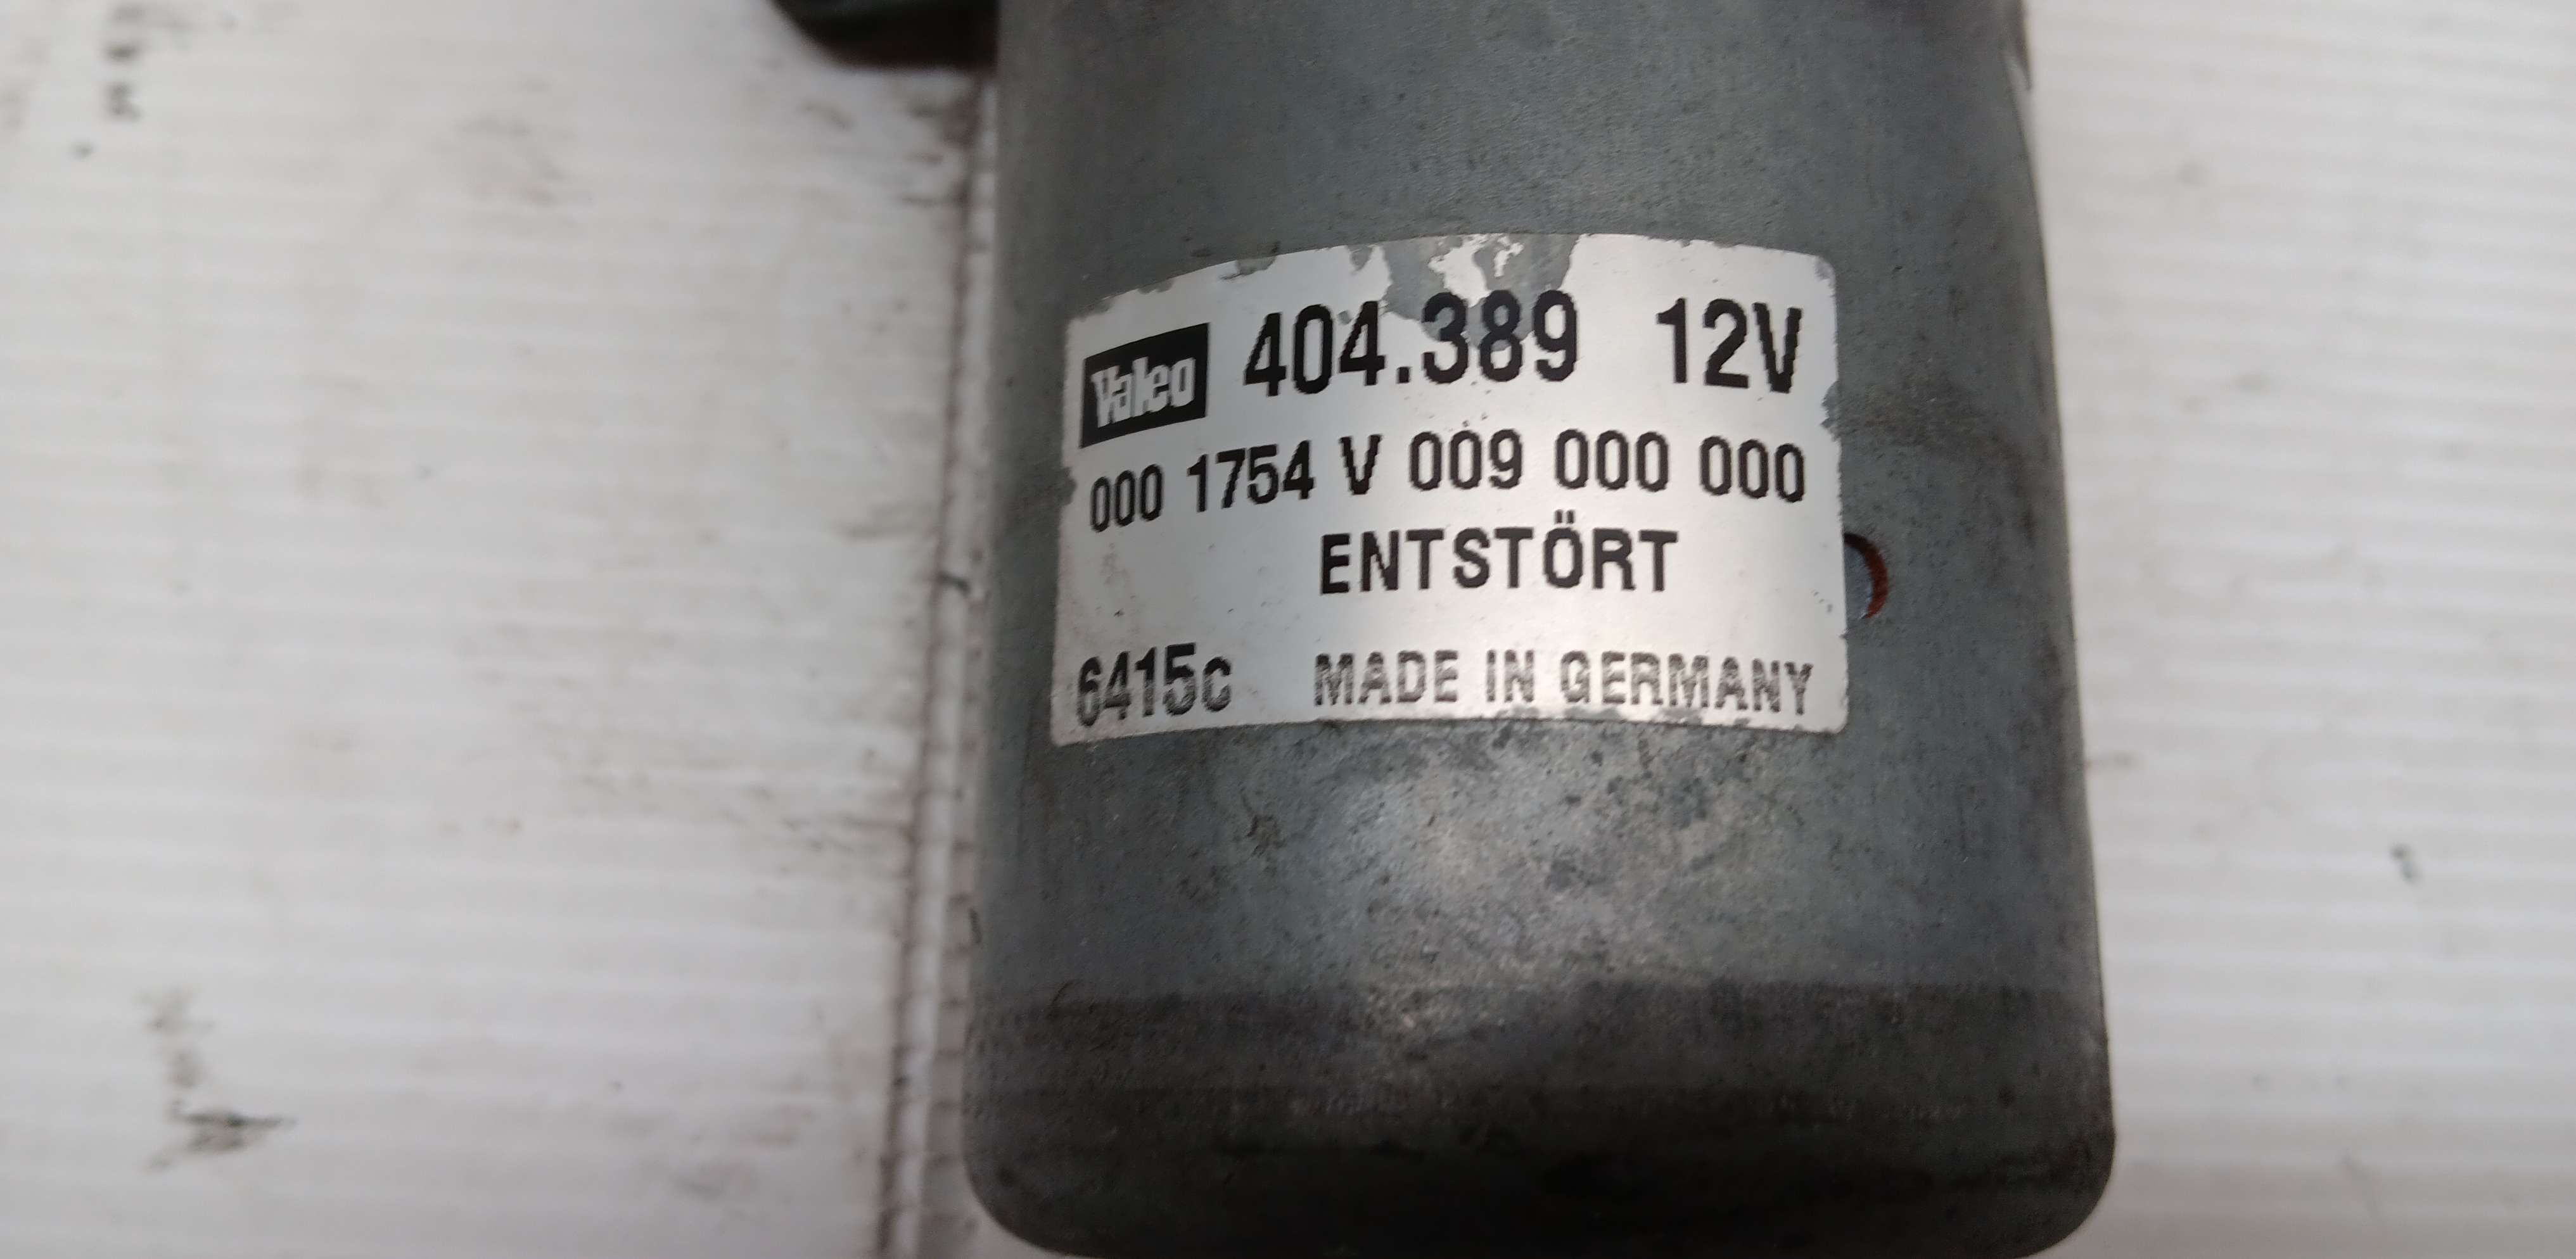 Valeo 404.389 12V
000 1754 V 009 000 000
ENTSTÖRT
6415c MADE IN GERMANY